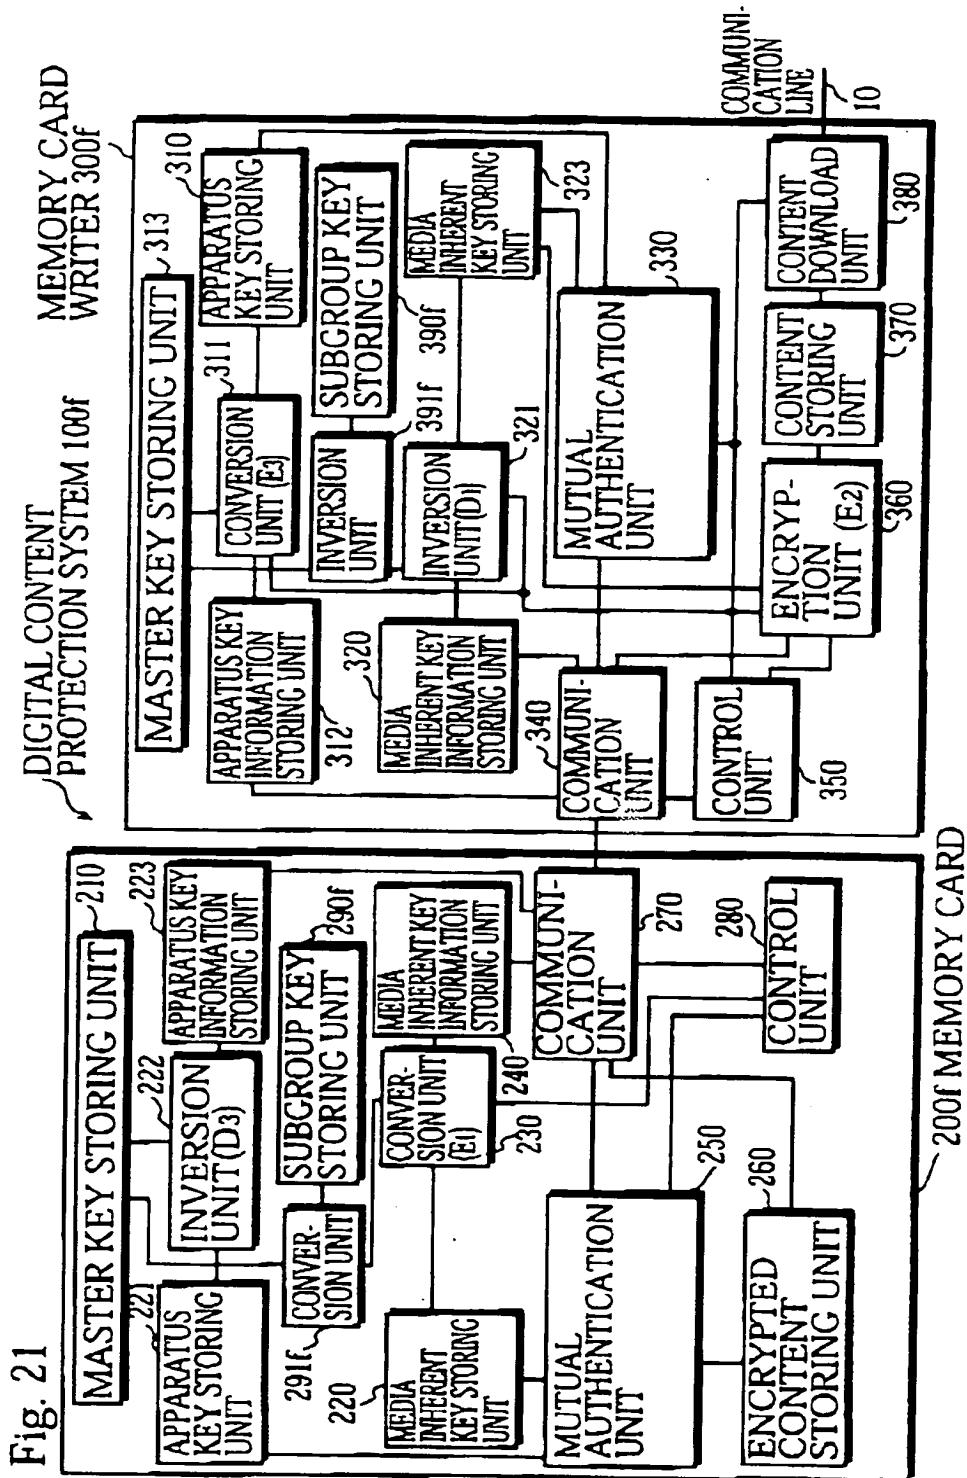 Fig. 21
DIGITAL CONTENT
PROTECTION SYSTEM 100f
MASTER KEY STORING UNIT
210
221
APPARATUS
KEY STORING
UNIT
222
INVERSION
UNIT(D3)
223
APPARATUS KEY
INFORMATION
STORING UNIT
291f
CONVER-
SION UNIT
SUBGROUP KEY
STORING UNIT
290f
220
MEDIA
INHERENT
KEY STORING
UNIT
CONVER-
SION UNIT
(E1)
230
MEDIA
INHERENT KEY
INFORMATION
STORING UNIT
240
MUTUAL
AUTHENTICATION
UNIT
250
COMMUNI-
CATION
UNIT
270
ENCRYPTED
CONTENT
STORING UNIT
260
CONTROL
UNIT
280
200f MEMORY CARD
MEMORY CARD
WRITER 300f
MASTER KEY STORING UNIT
313
APPARATUS KEY
INFORMATION
STORING UNIT
312
CONVERSION
UNIT (E3)
311
APPARATUS
KEY STORING
UNIT
310
INVERSION
UNIT
391f
SUBGROUP KEY
STORING UNIT
390f
320
MEDIA
INHERENT KEY
INFORMATION
STORING UNIT
INVERSION
UNIT(D1)
321
MEDIA
INHERENT
KEY STORING
UNIT
323
340
COMMUNI-
CATION
UNIT
MUTUAL
AUTHENTICATION
UNIT
330
CONTROL
UNIT
350
ENCRYP-
TION
UNIT (E2)
360
CONTENT
STORING
UNIT
370
CONTENT
DOWNLOAD
UNIT
380
COMMUNI-
CATION
LINE
10